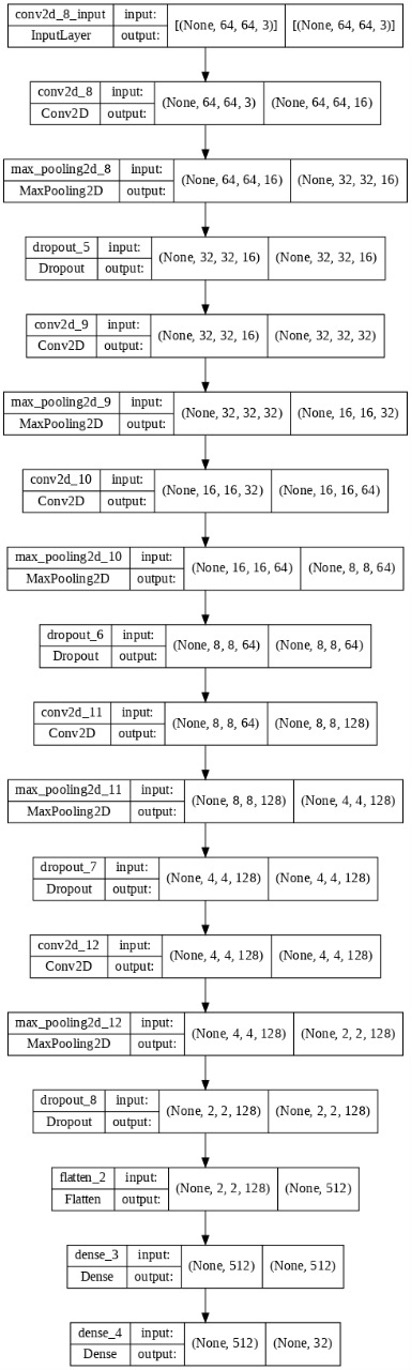 conv2d_8_input input: [(None, 64, 64, 3)] [(None, 64, 64, 3)]
InputLayer output:
conv2d_8 input: (None, 64, 64, 3) (None, 64, 64, 16)
Conv2D output:
max_pooling2d_8 input: (None, 64, 64, 16) (None, 32, 32, 16)
MaxPooling2D output:
dropout_5 input: (None, 32, 32, 16) (None, 32, 32, 16)
Dropout output:
conv2d_9 input: (None, 32, 32, 16) (None, 32, 32, 32)
Conv2D output:
max_pooling2d_9 input: (None, 32, 32, 32) (None, 16, 16, 32)
MaxPooling2D output:
conv2d_10 input: (None, 16, 16, 32) (None, 16, 16, 64)
Conv2D output:
max_pooling2d_10 input: (None, 16, 16, 64) (None, 8, 8, 64)
MaxPooling2D output:
dropout_6 input: (None, 8, 8, 64) (None, 8, 8, 64)
Dropout output:
conv2d_11 input: (None, 8, 8, 64) (None, 8, 8, 128)
Conv2D output:
max_pooling2d_11 input: (None, 8, 8, 128) (None, 4, 4, 128)
MaxPooling2D output:
dropout_7 input: (None, 4, 4, 128) (None, 4, 4, 128)
Dropout output:
conv2d_12 input: (None, 4, 4, 128) (None, 4, 4, 128)
Conv2D output:
max_pooling2d_12 input: (None, 4, 4, 128) (None, 2, 2, 128)
MaxPooling2D output:
dropout_8 input: (None, 2, 2, 128) (None, 2, 2, 128)
Dropout output:
flatten_2 input: (None, 2, 2, 128) (None, 512)
Flatten output:
dense_3 input: (None, 512) (None, 512)
Dense output:
dense_4 input: (None, 512) (None, 32)
Dense output: